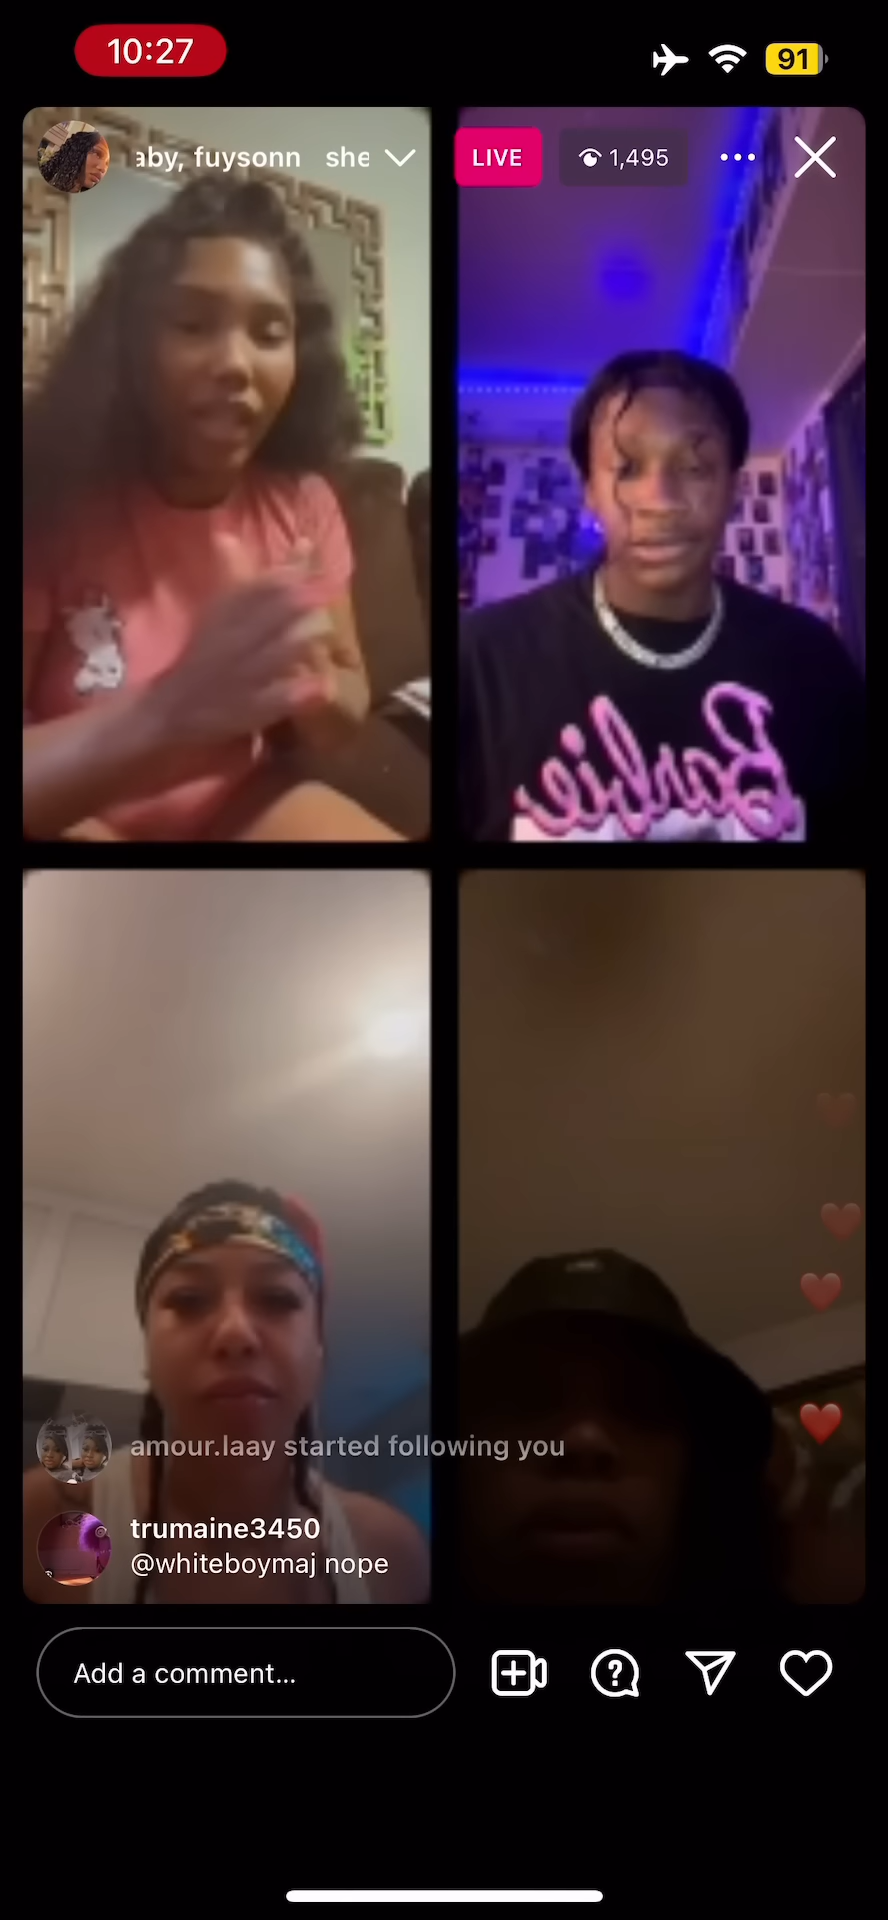 10:27
91
aby, fuysonn she
LIVE
1,495
Barbie
amour.laay started following you
trumaine3450
@whiteboymaj nope
Add a comment...